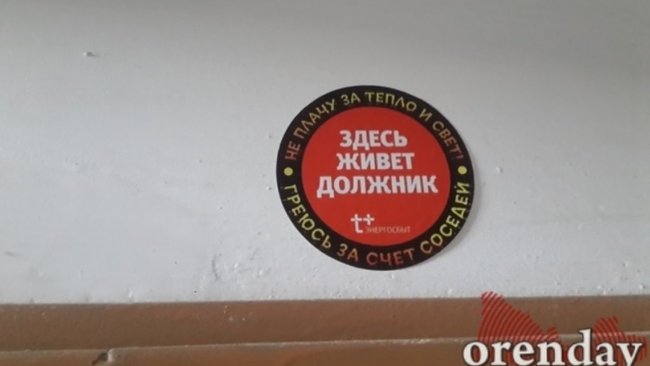 НЕ ПЛАЧУ ЗА ТЕПЛО И СВЕТ!
ЗДЕСЬ
ЖИВЕТ
ДОЛЖНИК
t+
ЭНЕРГОСБЫТ
ГРЕЮСЬ ЗА СЧЕТ СОСЕДЕЙ
orenday